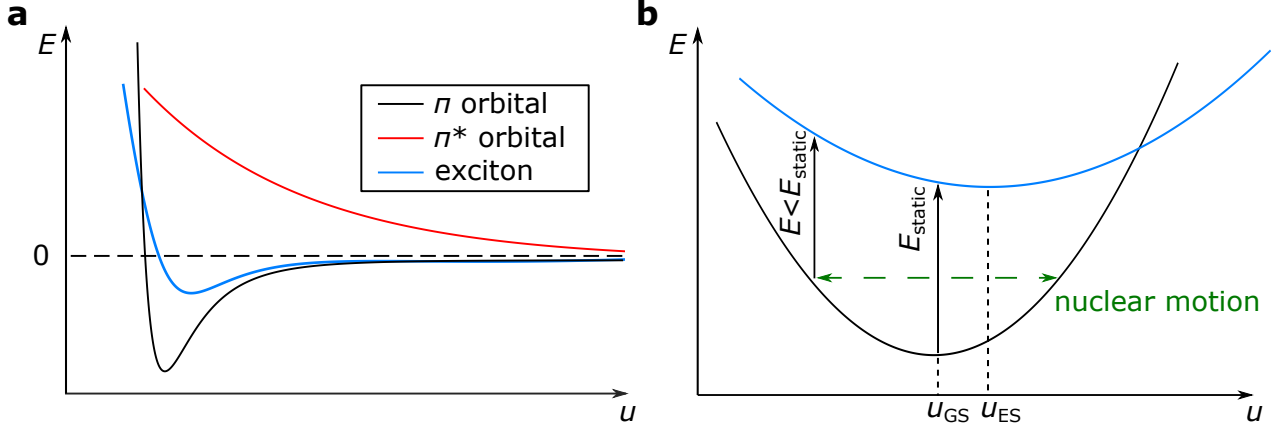 a
E
π orbital
π* orbital
exciton
0
u
b
E
E<E_static
E_static
nuclear motion
u_GS
u_ES
u